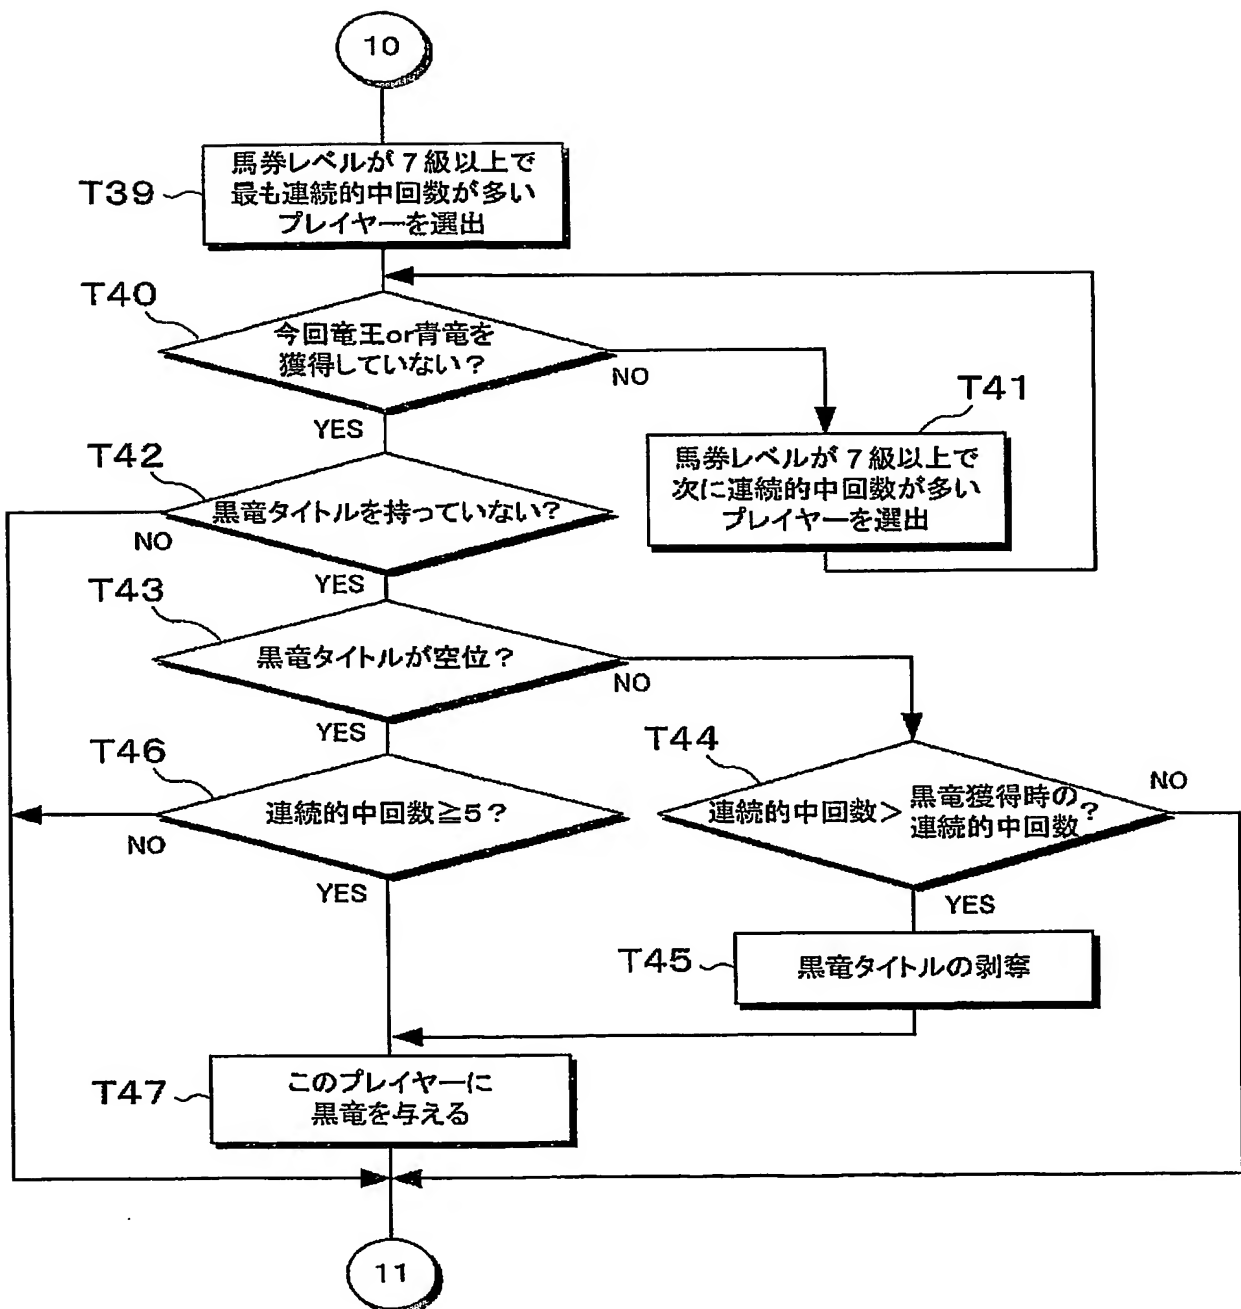 10
T39
馬券レベルが7級以上で
最も連続的中回数が多い
プレイヤーを選出
T40
今回竜王or青竜を
獲得していない?
NO
YES
T41
馬券レベルが7級以上で
次に連続的中回数が多い
プレイヤーを選出
T42
黒竜タイトルを持っていない?
NO
YES
T43
黒竜タイトルが空位?
NO
YES
T44
連続的中回数>黒竜獲得時の
連続的中回数?
NO
YES
T46
連続的中回数≧5?
NO
YES
T45
黒竜タイトルの剥奪
T47
このプレイヤーに
黒竜を与える
11